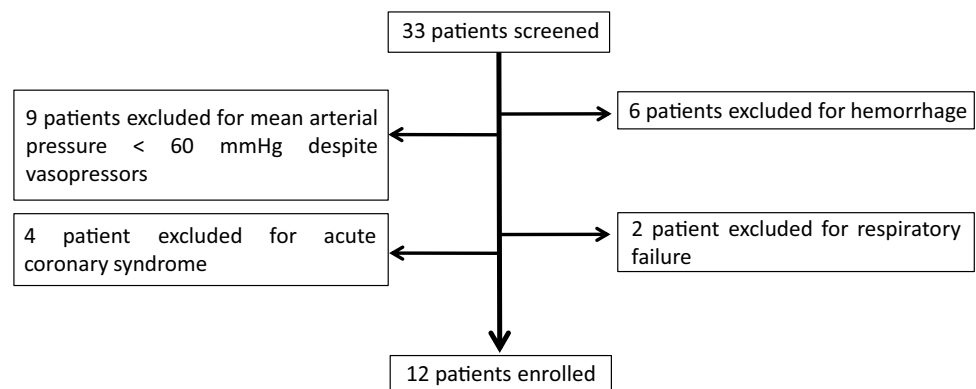 33 patients screened
9 patients excluded for mean arterial
pressure < 60 mmHg despite
vasopressors
6 patients excluded for hemorrhage
4 patient excluded for acute
coronary syndrome
2 patient excluded for respiratory
failure
12 patients enrolled